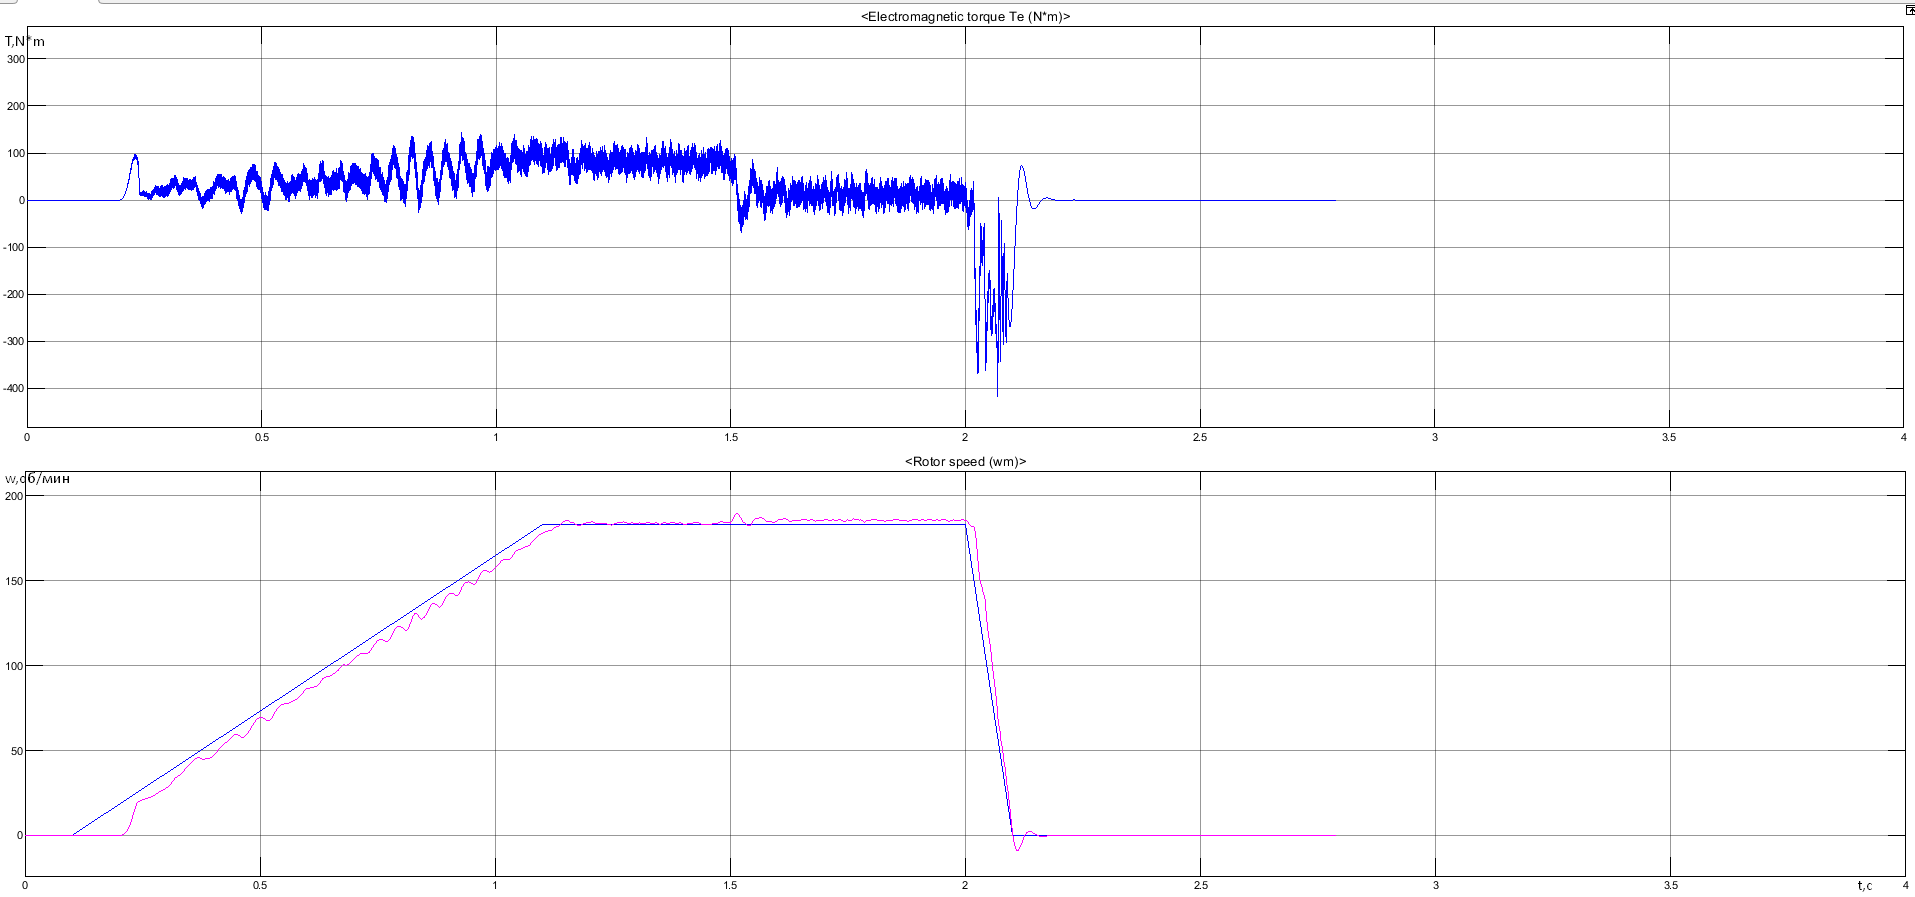 <Electromagnetic torque Te (N*m)>
T,N*m
300
200
100
0
-100
-200
-300
-400
0 0.5 1 1.5 2 2.5 3 3.5 4
<Rotor speed (wm)>
w,об/мин
200
150
100
50
0
0 0.5 1 1.5 2 2.5 3 3.5 t,c 4